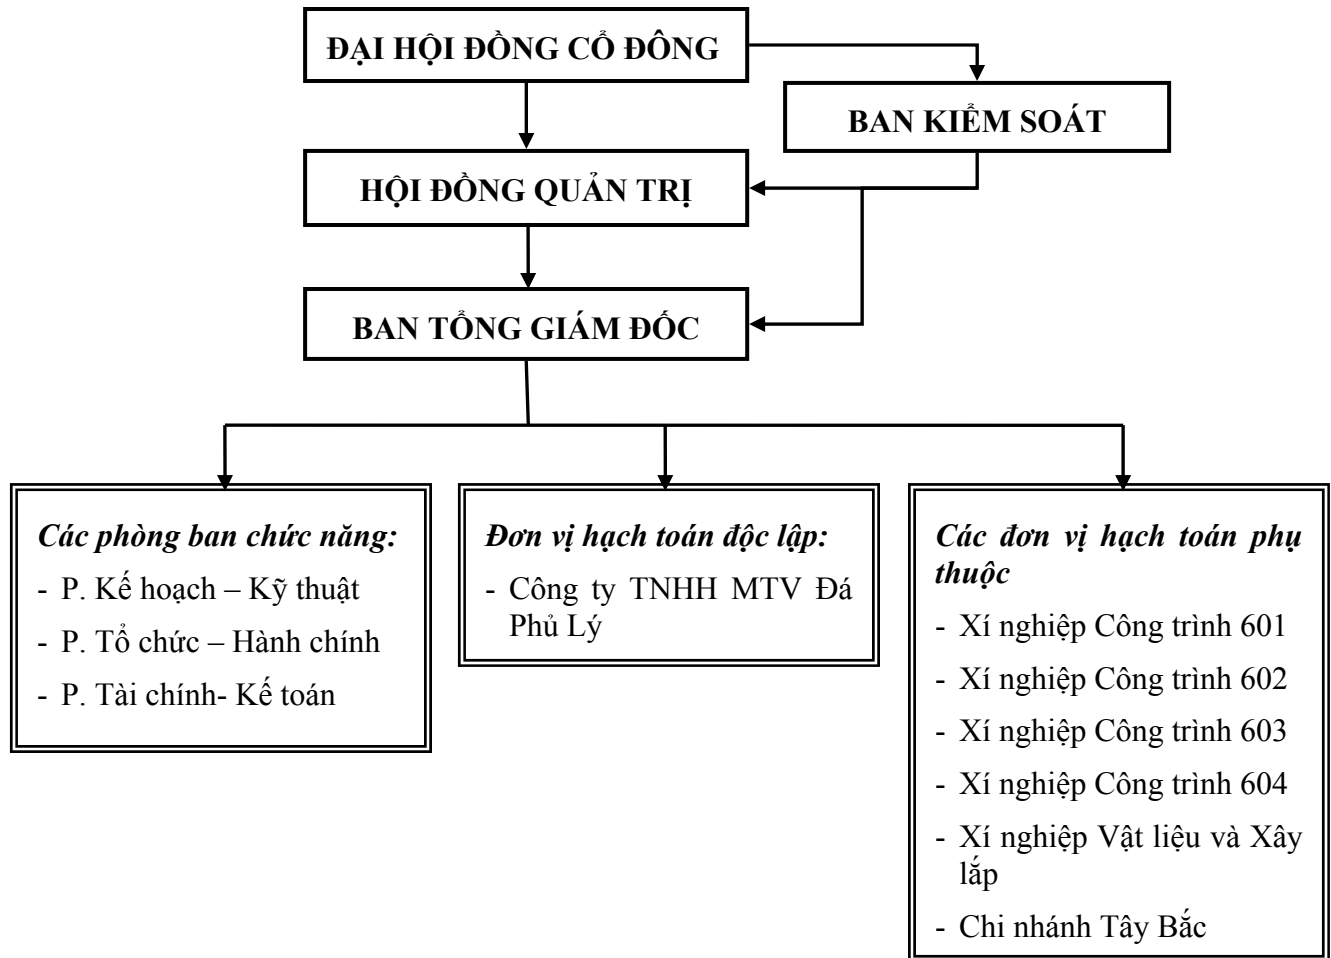 ĐẠI HỘI ĐỒNG CỔ ĐÔNG
BAN KIỂM SOÁT
HỘI ĐỒNG QUẢN TRỊ
BAN TỔNG GIÁM ĐỐC
Các phòng ban chức năng:
- P. Kế hoạch – Kỹ thuật
- P. Tổ chức – Hành chính
- P. Tài chính- Kế toán
Đơn vị hạch toán độc lập:
- Công ty TNHH MTV Đá
Phủ Lý
Các đơn vị hạch toán phụ
thuộc
- Xí nghiệp Công trình 601
- Xí nghiệp Công trình 602
- Xí nghiệp Công trình 603
- Xí nghiệp Công trình 604
- Xí nghiệp Vật liệu và Xây
lắp
- Chi nhánh Tây Bắc